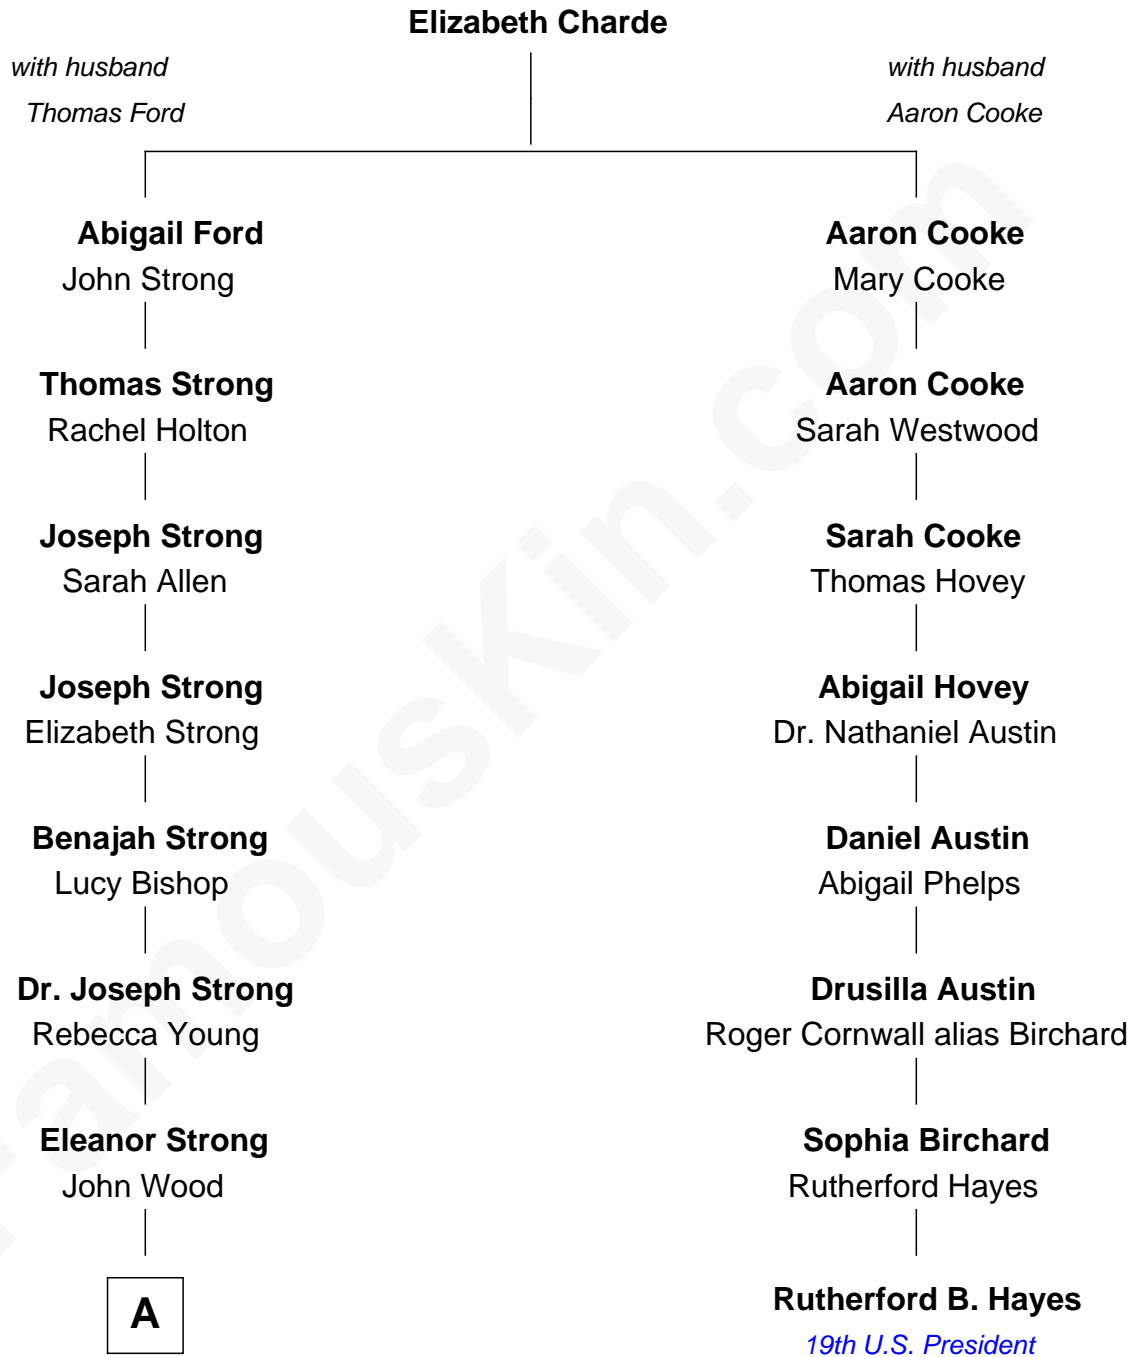 Elizabeth Charde
with husband
Thomas Ford
with husband
Aaron Cooke
Abigail Ford
John Strong
Aaron Cooke
Mary Cooke
Thomas Strong
Rachel Holton
Aaron Cooke
Sarah Westwood
Joseph Strong
Sarah Allen
Sarah Cooke
Thomas Hovey
Joseph Strong
Elizabeth Strong
Abigail Hovey
Dr. Nathaniel Austin
Benajah Strong
Lucy Bishop
Daniel Austin
Abigail Phelps
Dr. Joseph Strong
Rebecca Young
Drusilla Austin
Roger Cornwall alias Birchard
Eleanor Strong
John Wood
Sophia Birchard
Rutherford Hayes
A
Rutherford B. Hayes
19th U.S. President
FamousKin.com